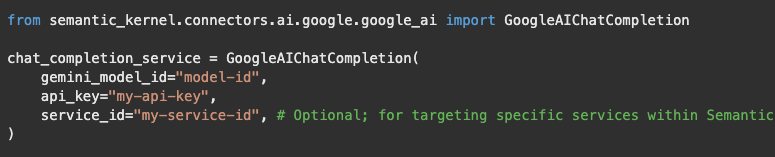 from semantic_kernel.connectors.ai.google.google_ai import GoogleAIChatCompletion
chat_completion_service = GoogleAIChatCompletion(
    gemini_model_id="model-id",
    api_key="my-api-key",
    service_id="my-service-id", # Optional; for targeting specific services within Semantic
)